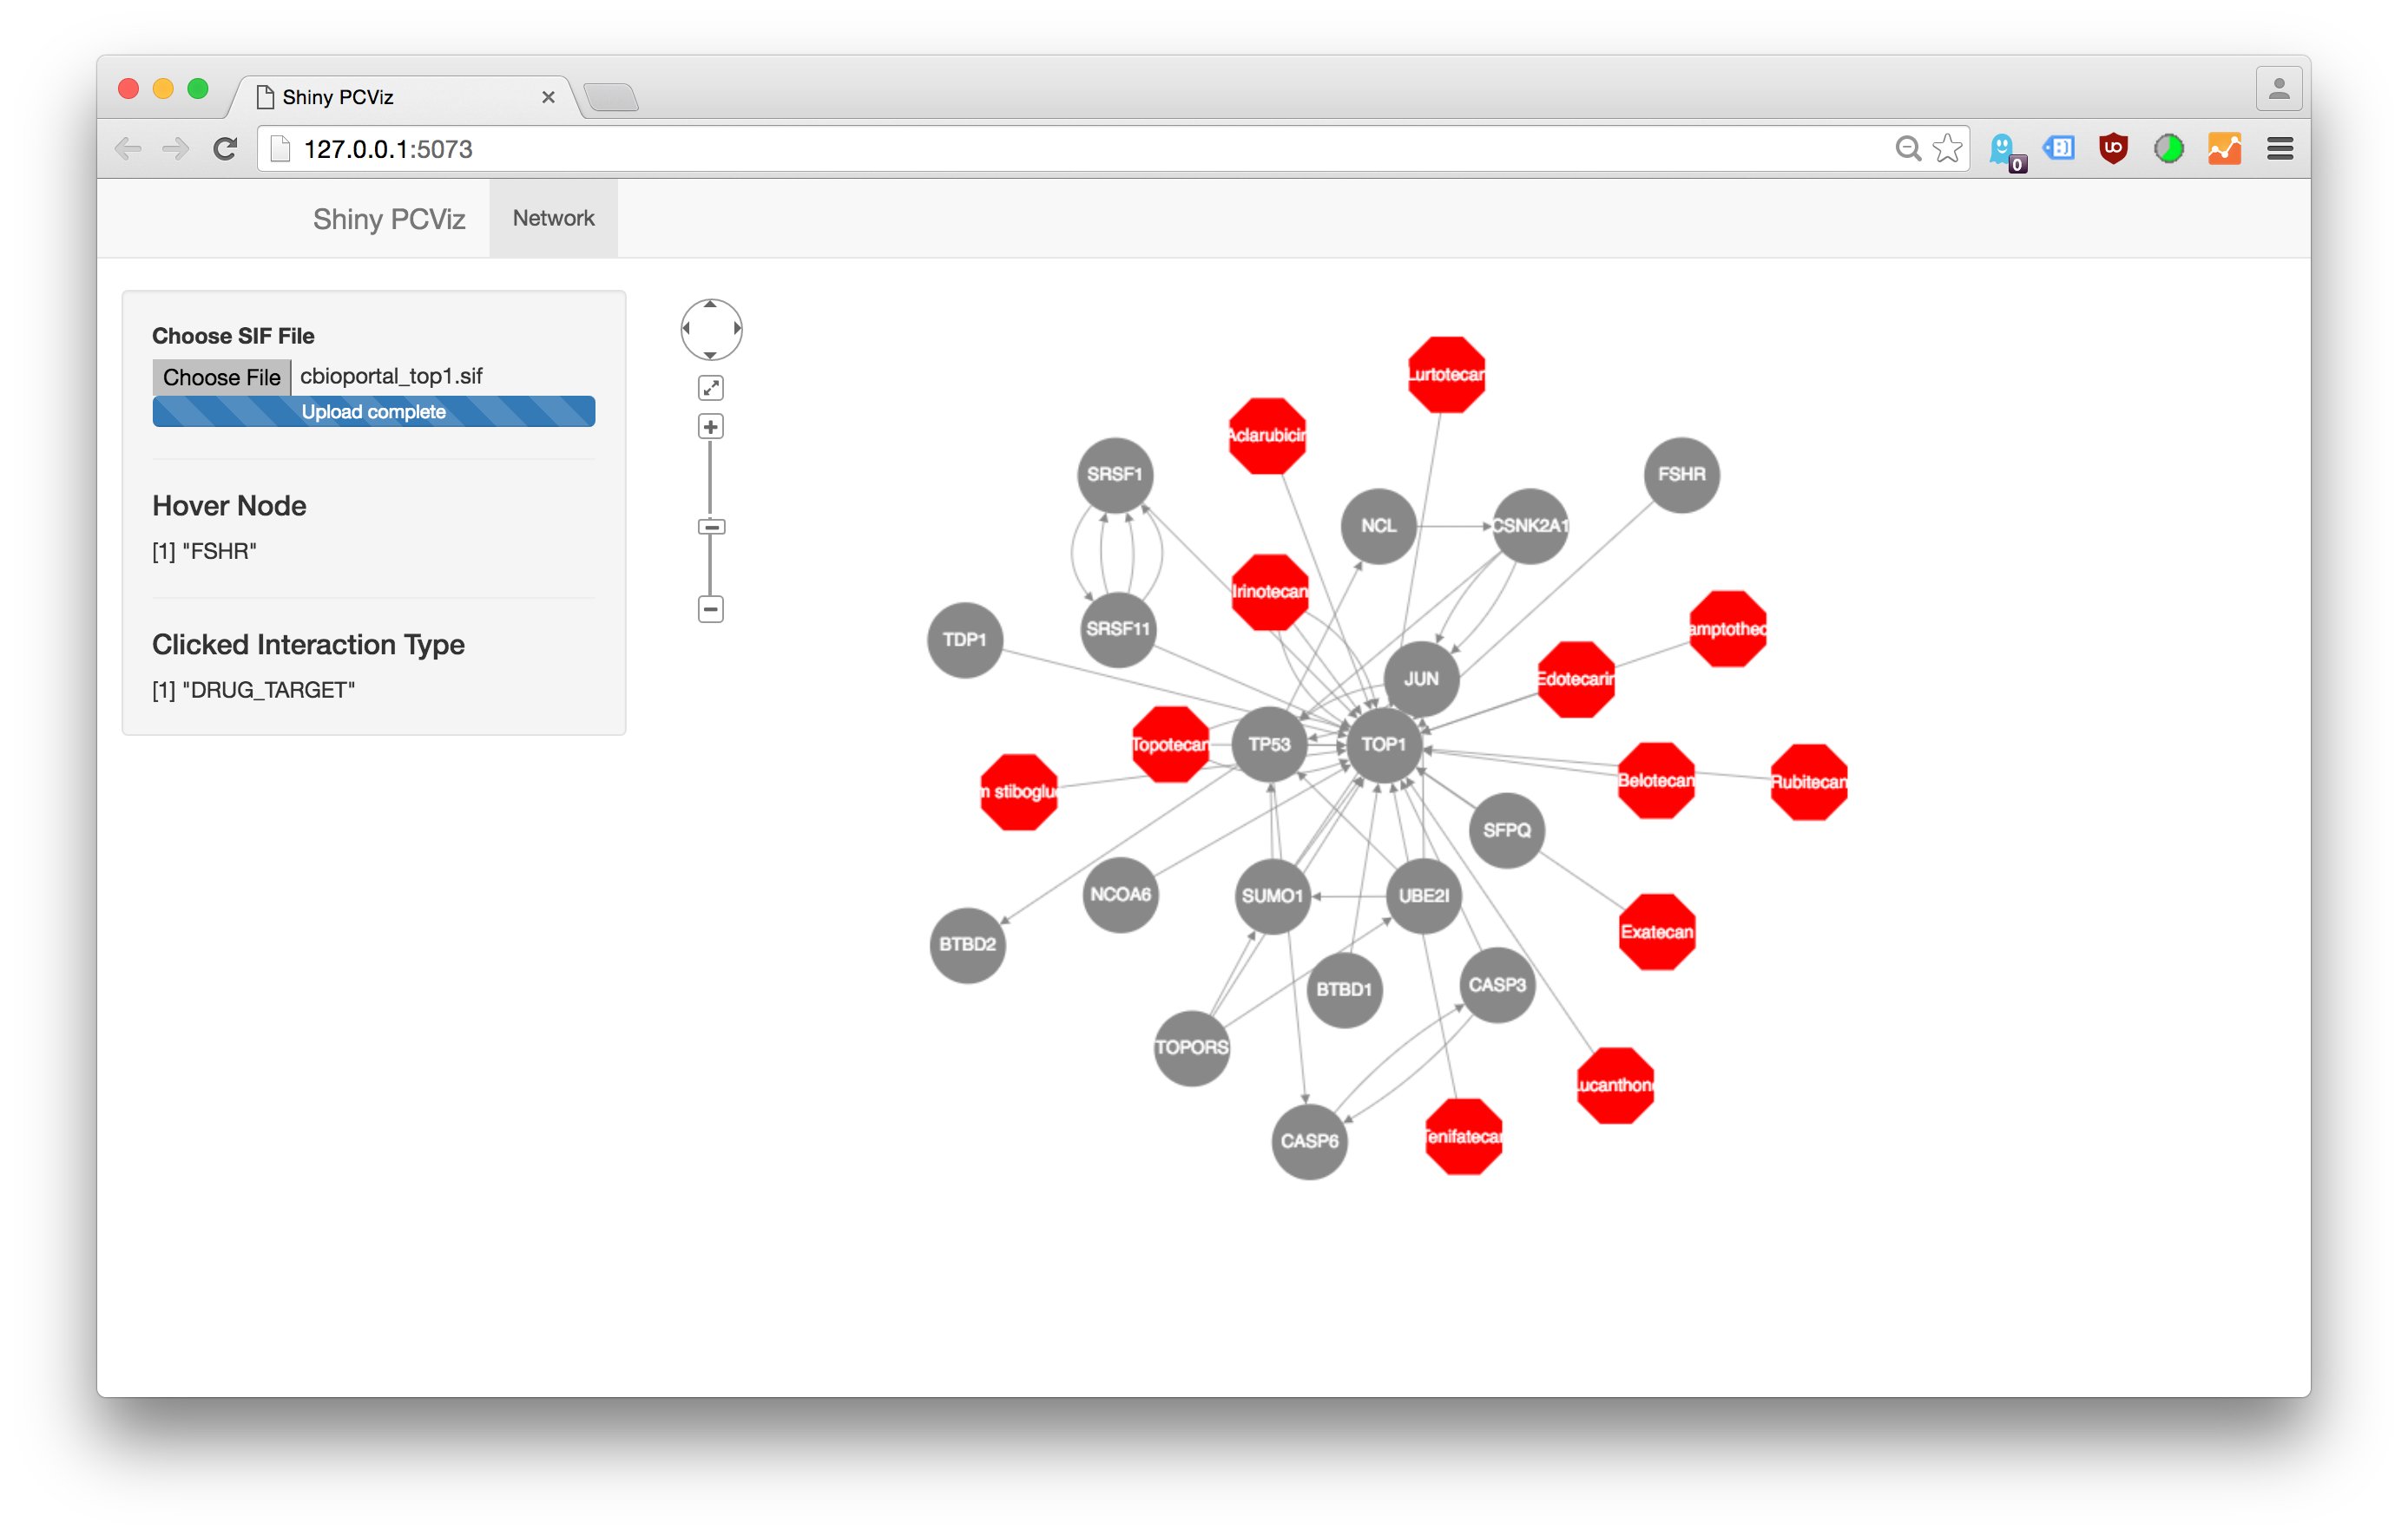 Shiny PCViz
127.0.0.1:5073
0
Shiny PCViz
Network
Choose SIF File
Choose File cbioportal_top1.sif
Upload complete
Hover Node
[1] "FSHR"
Clicked Interaction Type
[1] "DRUG_TARGET"
Lurtotecan
Aclarubicin
SRSF1
FSHR
NCL
CSNK2A1
Irinotecan
SRSF11
amptothec
TDP1
JUN
Edotecarin
Topotecan
TP53
TOP1
Belotecan
Rubitecan
m stiboglu
SFPQ
NCOA6
SUMO1
UBE2I
Exatecan
BTBD2
BTBD1
CASP3
TOPORS
Lucanthone
CASP6
Tenifatecan